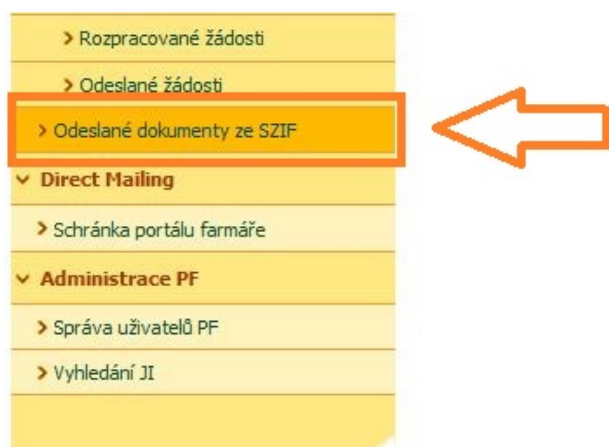 Rozpracované žádosti
Odeslané žádosti
Odeslané dokumenty ze SZIF
Direct Mailing
Schránka portálu farmáře
Administrace PF
Správa uživatelů PF
Vyhledání JI